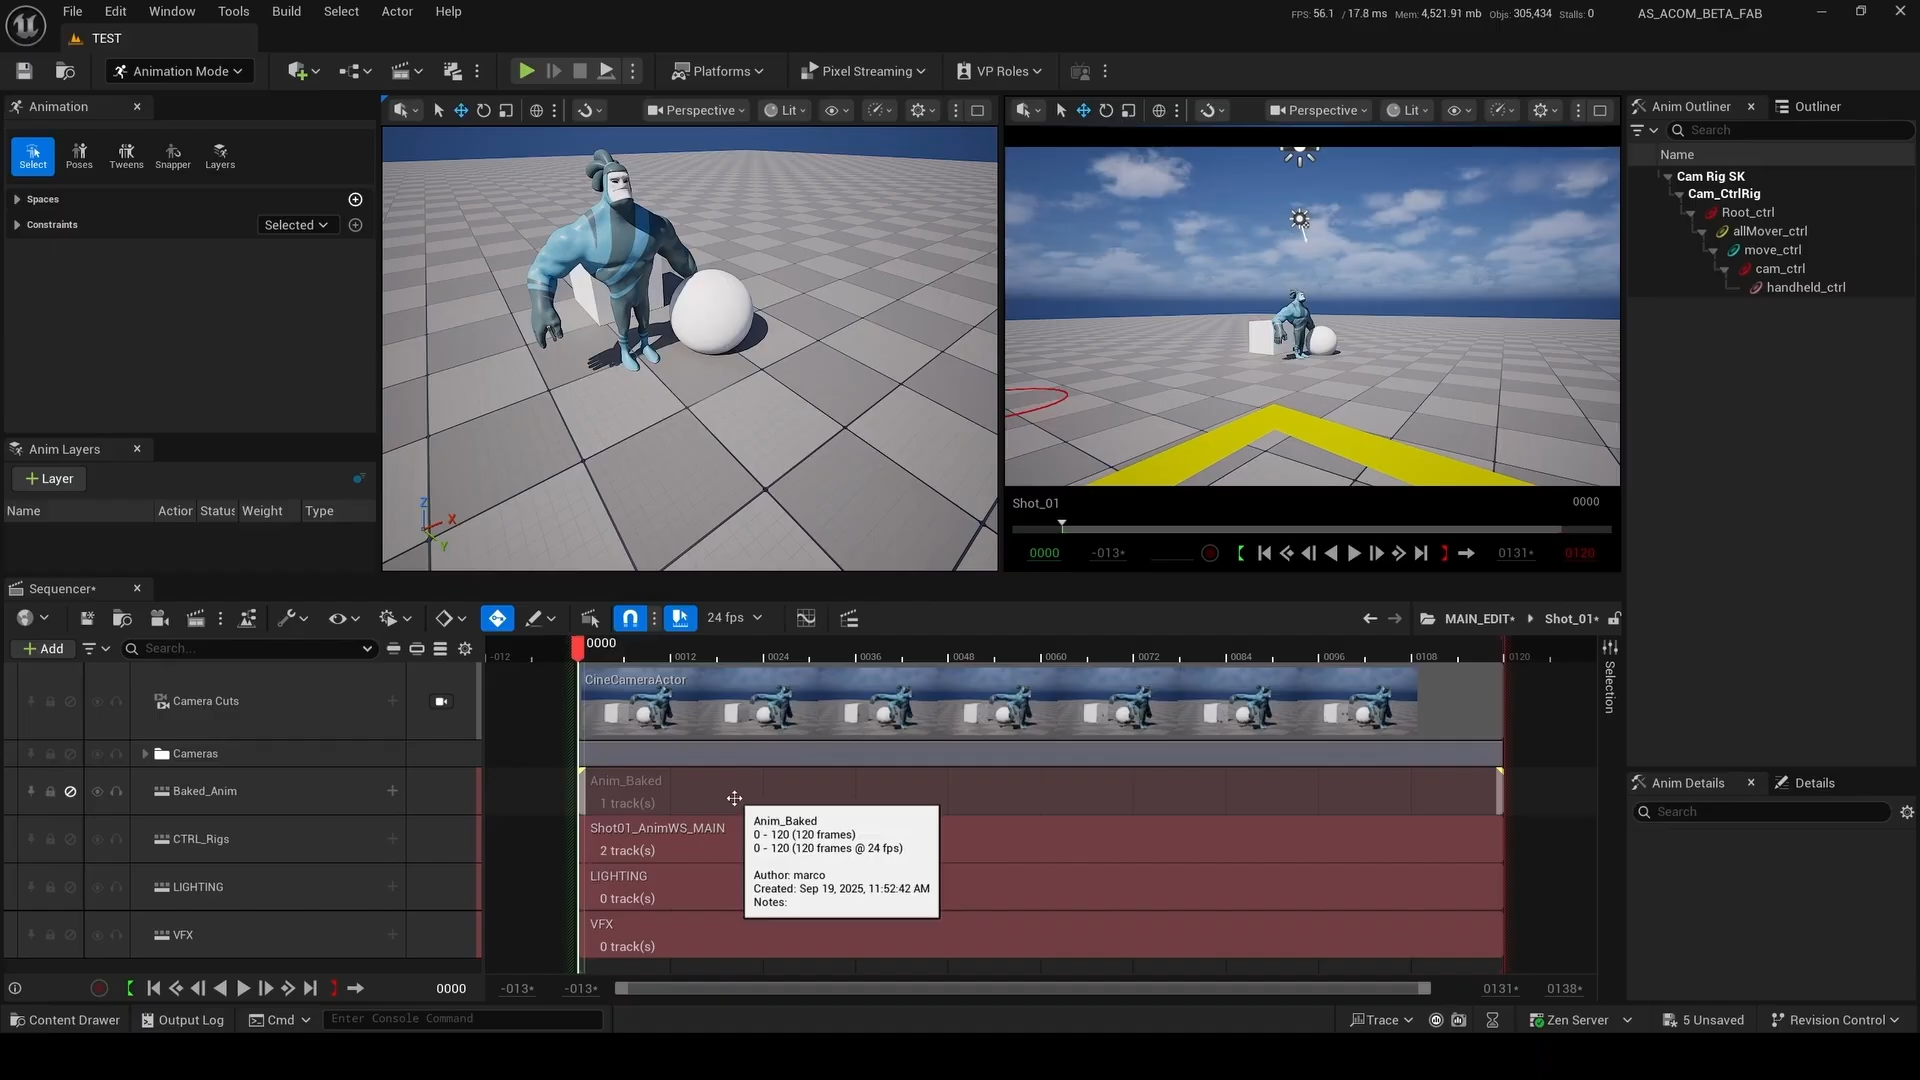 File Edit Window Tools Build Select Actor Help
FPS: 56.1 / 17.8 ms Mem: 4,521.91 mb Objs: 305,434 Stalls: 0
AS_ACOM_BETA_FAB
TEST
Animation Mode
Platforms
Pixel Streaming
VP Roles
Animation
Select Poses Tweens Snapper Layers
Spaces
Constraints
Selected
Anim Layers
+ Layer
Name Actor Status Weight Type
Perspective Lit
Z X Y
Perspective Lit
Shot_01 0000
0000 -013* 0131* 0120
Anim Outliner Outliner
Search
Name
Cam Rig SK
Cam_CtrlRig
Root_ctrl
allMover_ctrl
move_ctrl
cam_ctrl
handheld_ctrl
Anim Details Details
Search
Sequencer*
24 fps
MAIN_EDIT* Shot_01*
+ Add Search...
-012 0000 0012 0024 0036 0048 0060 0072 0084 0096 0108 0120
Selection
Camera Cuts
CineCameraActor
Cameras
Baked_Anim
Anim_Baked
1 track(s)
CTRL_Rigs
Shot01_AnimWS_MAIN
2 track(s)
LIGHTING
LIGHTING
0 track(s)
VFX
VFX
0 track(s)
Anim_Baked
0 - 120 (120 frames)
0 - 120 (120 frames @ 24 fps)
Author: marco
Created: Sep 19, 2025, 11:52:42 AM
Notes:
0000 -013* -013* 0131* 0138*
Content Drawer Output Log Cmd Enter Console Command
Trace Zen Server 5 Unsaved Revision Control